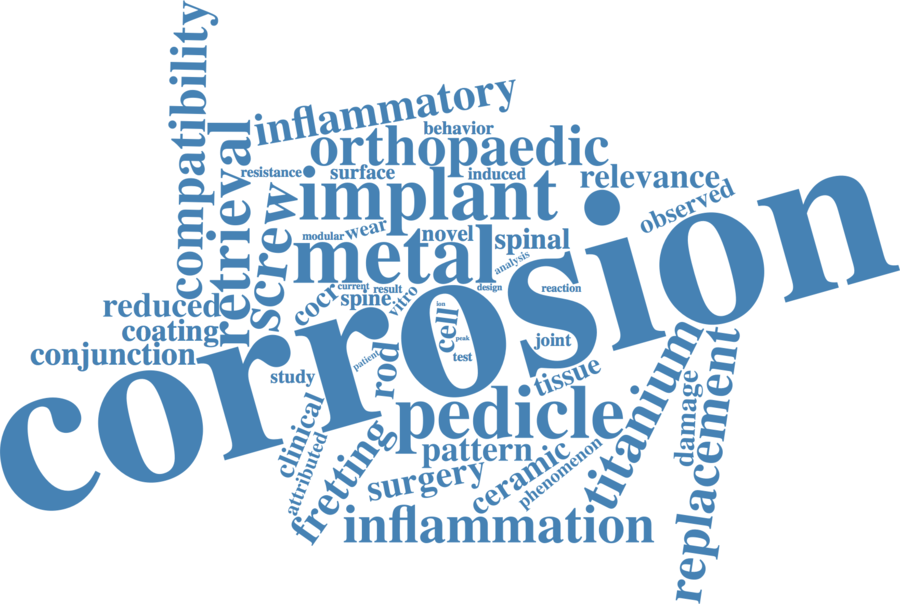 compatibility
inflammatory
behavior
retrieval
orthopaedic
resistance
surface
induced
relevance
screw
implant
observed
modular
wear
novel
spinal
metal
analysis
cocr
current
result
design
reaction
spine
vitro
ion
reduced
coating
conjunction
corrosion
cell
peak
test
joint
patient
rod
study
tissue
titanium
clinical
pedicle
damage
replacement
attributed
fretting
pattern
surgery
ceramic
phenomenon
inflammation